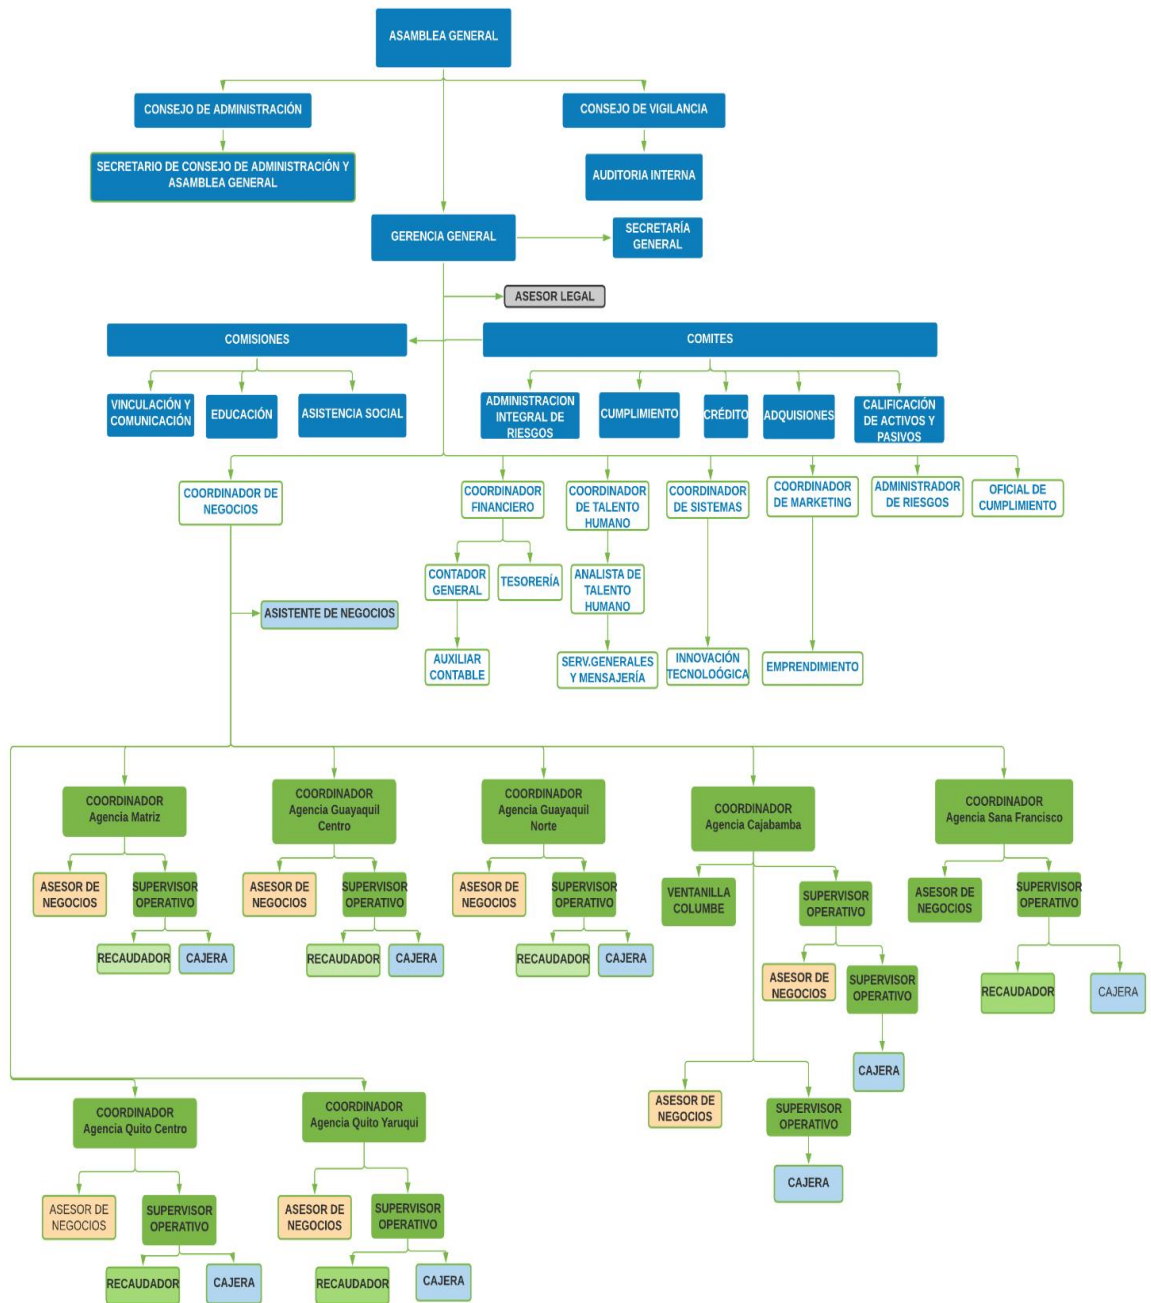 ASAMBLEA GENERAL
CONSEJO DE ADMINISTRACIÓN
CONSEJO DE VIGILANCIA
SECRETARIO DE CONSEJO DE ADMINISTRACIÓN Y
ASAMBLEA GENERAL
AUDITORIA INTERNA
GERENCIA GENERAL
SECRETARÍA
GENERAL
ASESOR LEGAL
COMISIONES
COMITES
VINCULACIÓN Y
COMUNICACIÓN
EDUCACIÓN
ASISTENCIA SOCIAL
ADMINISTRACION
INTEGRAL DE
RIESGOS
CUMPLIMIENTO
CRÉDITO
ADQUISIONES
CALIFICACIÓN
DE ACTIVOS Y
PASIVOS
COORDINADOR DE
NEGOCIOS
COORDINADOR
FINANCIERO
COORDINADOR
DE TALENTO
HUMANO
COORDINADOR
DE SISTEMAS
COORDINADOR
DE MARKETING
ADMINISTRADOR
DE RIESGOS
OFICIAL DE
CUMPLIMIENTO
CONTADOR
GENERAL
TESORERÍA
ANALISTA DE
TALENTO
HUMANO
ASISTENTE DE NEGOCIOS
AUXILIAR
CONTABLE
SERV.GENERALES
Y MENSAJERÍA
INNOVACIÓN
TECNOLOÓGICA
EMPRENDIMIENTO
COORDINADOR
Agencia Matriz
COORDINADOR
Agencia Guayaquil
Centro
COORDINADOR
Agencia Guayaquil
Norte
COORDINADOR
Agencia Cajabamba
COORDINADOR
Agencia Sana Francisco
ASESOR DE
NEGOCIOS
SUPERVISOR
OPERATIVO
ASESOR DE
NEGOCIOS
SUPERVISOR
OPERATIVO
ASESOR DE
NEGOCIOS
SUPERVISOR
OPERATIVO
VENTANILLA
COLUMBE
SUPERVISOR
OPERATIVO
ASESOR DE
NEGOCIOS
SUPERVISOR
OPERATIVO
RECAUDADOR
CAJERA
RECAUDADOR
CAJERA
RECAUDADOR
CAJERA
ASESOR DE
NEGOCIOS
SUPERVISOR
OPERATIVO
RECAUDADOR
CAJERA
CAJERA
ASESOR DE
NEGOCIOS
SUPERVISOR
OPERATIVO
CAJERA
COORDINADOR
Agencia Quito Centro
COORDINADOR
Agencia Quito Yaruqui
ASESOR DE
NEGOCIOS
SUPERVISOR
OPERATIVO
ASESOR DE
NEGOCIOS
SUPERVISOR
OPERATIVO
RECAUDADOR
CAJERA
RECAUDADOR
CAJERA